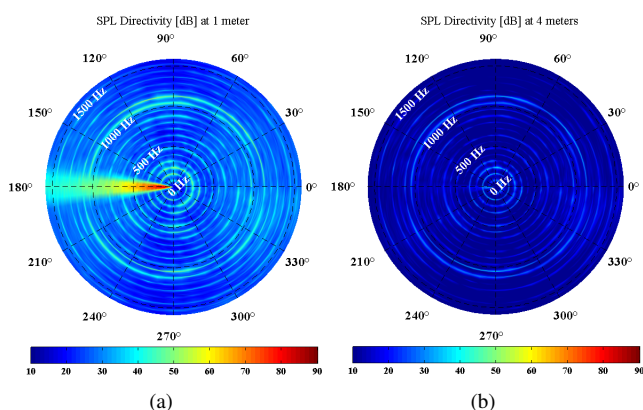 SPL Directivity [dB] at 1 meter
90°
120°
60°
150°
30°
1500 Hz
1000 Hz
500 Hz
0 Hz
180°
0°
210°
330°
240°
300°
270°
10 20 30 40 50 60 70 80 90
(a)
SPL Directivity [dB] at 4 meters
90°
120°
60°
150°
30°
1500 Hz
1000 Hz
500 Hz
0 Hz
180°
0°
210°
330°
240°
300°
270°
10 20 30 40 50 60 70 80 90
(b)